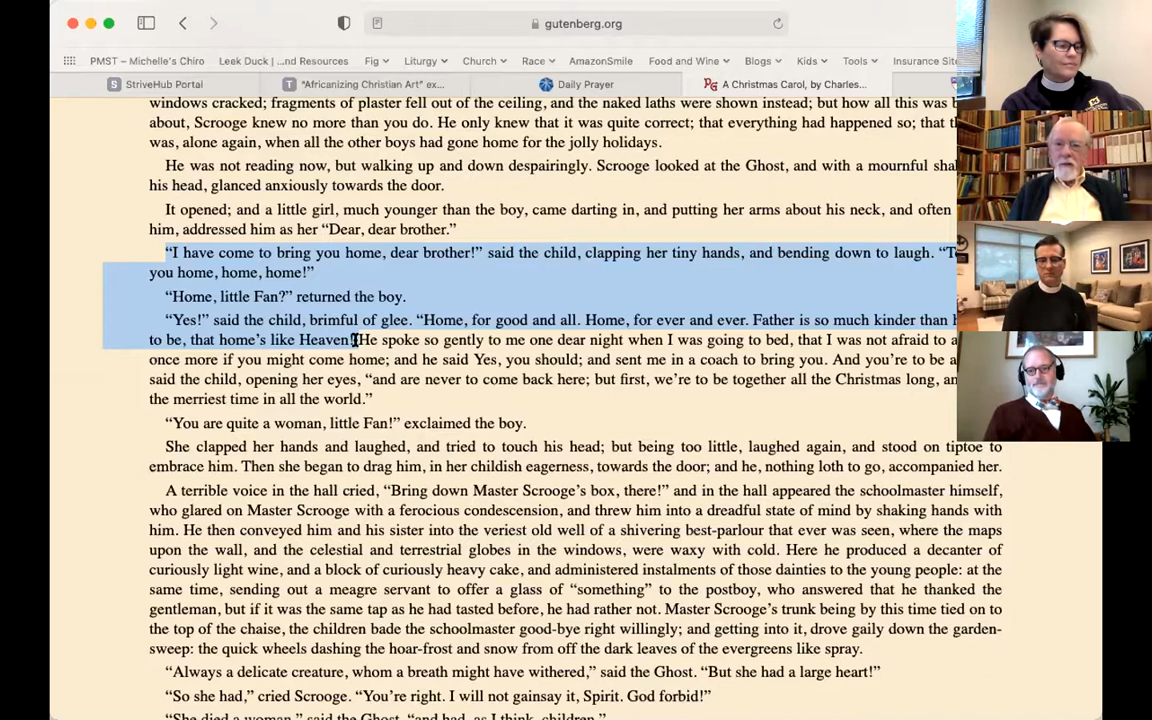 gutenberg.org
PMST – Michelle's Chiro Leek Duck | ...nd Resources Fig Liturgy Church Race AmazonSmile Food and Wine Blogs Kids Tools Insurance Sit
S StriveHub Portal T "Africanizing Christian Art" ex... Daily Prayer PG A Christmas Carol, by Charles...
windows cracked; fragments of plaster fell out of the ceiling, and the naked laths were shown instead; but how all this was b
about, Scrooge knew no more than you do. He only knew that it was quite correct; that everything had happened so; that th
was, alone again, when all the other boys had gone home for the jolly holidays.
He was not reading now, but walking up and down despairingly. Scrooge looked at the Ghost, and with a mournful sha
his head, glanced anxiously towards the door.
It opened; and a little girl, much younger than the boy, came darting in, and putting her arms about his neck, and often
him, addressed him as her “Dear, dear brother.”
“I have come to bring you home, dear brother!” said the child, clapping her tiny hands, and bending down to laugh. “T
you home, home, home!”
“Home, little Fan?” returned the boy.
“Yes!” said the child, brimful of glee. “Home, for good and all. Home, for ever and ever. Father is so much kinder than h
to be, that home’s like Heaven! He spoke so gently to me one dear night when I was going to bed, that I was not afraid to a
once more if you might come home; and he said Yes, you should; and sent me in a coach to bring you. And you’re to be a
said the child, opening her eyes, “and are never to come back here; but first, we’re to be together all the Christmas long, an
the merriest time in all the world.”
“You are quite a woman, little Fan!” exclaimed the boy.
She clapped her hands and laughed, and tried to touch his head; but being too little, laughed again, and stood on tiptoe to
embrace him. Then she began to drag him, in her childish eagerness, towards the door; and he, nothing loth to go, accompanied her.
A terrible voice in the hall cried, “Bring down Master Scrooge’s box, there!” and in the hall appeared the schoolmaster himself,
who glared on Master Scrooge with a ferocious condescension, and threw him into a dreadful state of mind by shaking hands with
him. He then conveyed him and his sister into the veriest old well of a shivering best-parlour that ever was seen, where the maps
upon the wall, and the celestial and terrestrial globes in the windows, were waxy with cold. Here he produced a decanter of
curiously light wine, and a block of curiously heavy cake, and administered instalments of those dainties to the young people: at the
same time, sending out a meagre servant to offer a glass of “something” to the postboy, who answered that he thanked the
gentleman, but if it was the same tap as he had tasted before, he had rather not. Master Scrooge’s trunk being by this time tied on to
the top of the chaise, the children bade the schoolmaster good-bye right willingly; and getting into it, drove gaily down the garden-
sweep: the quick wheels dashing the hoar-frost and snow from off the dark leaves of the evergreens like spray.
“Always a delicate creature, whom a breath might have withered,” said the Ghost. “But she had a large heart!”
“So she had,” cried Scrooge. “You’re right. I will not gainsay it, Spirit. God forbid!”
“She died a woman,” said the Ghost, “and had, as I think, children.”